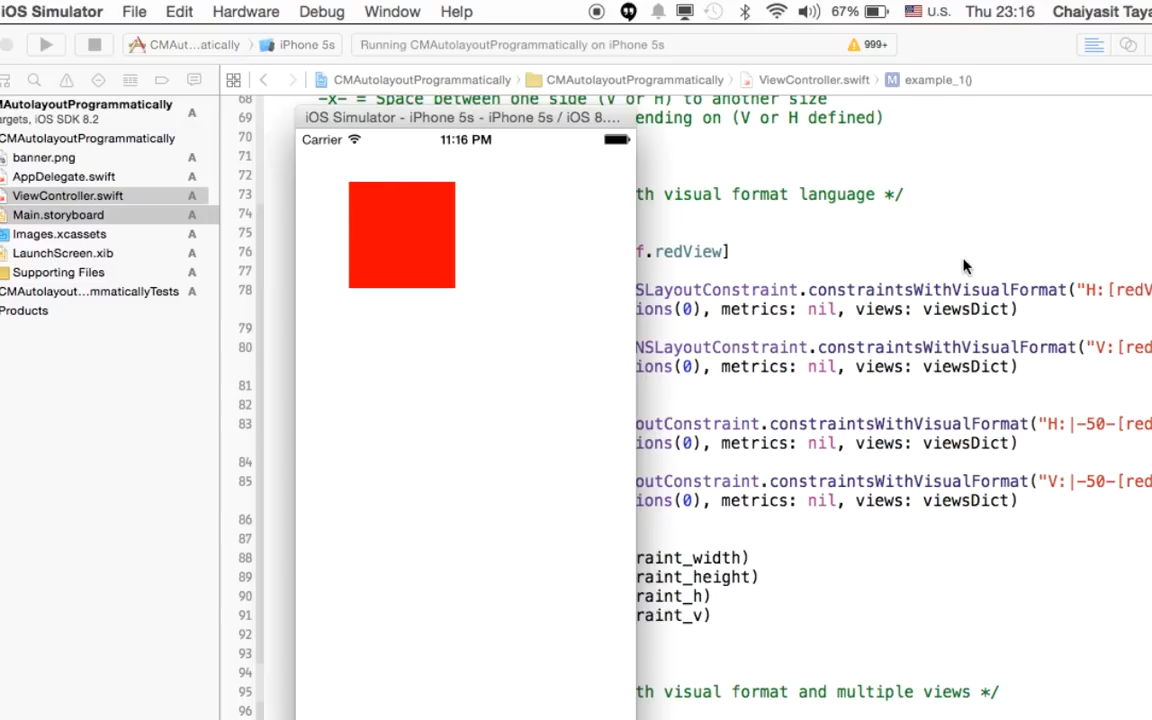 iOS Simulator File Edit Hardware Debug Window Help 67% U.S. Thu 23:16 Chaiyasit Taya
CMAut...atically iPhone 5s Running CMAutolayoutProgrammatically on iPhone 5s 999+
CMAutolayoutProgrammatically CMAutolayoutProgrammatically ViewController.swift M example_1()
MAutolayoutProgrammatically A
argets, iOS SDK 8.2
CMAutolayoutProgrammatically
banner.png A
AppDelegate.swift A
ViewController.swift A
Main.storyboard A
Images.xcassets A
LaunchScreen.xib A
Supporting Files A
CMAutolayout...mmaticallyTests A
Products
iOS Simulator - iPhone 5s - iPhone 5s / iOS 8....
Carrier 11:16 PM
68 -x- = Space between one side (V or H) to another size
69 ending on (V or H defined)
70
71
72
73 th visual format language */
74
75
76 f.redView]
77
78 SLayoutConstraint.constraintsWithVisualFormat("H:[redV
ions(0), metrics: nil, views: viewsDict)
79
80 NSLayoutConstraint.constraintsWithVisualFormat("V:[red
ions(0), metrics: nil, views: viewsDict)
81
82
83 outConstraint.constraintsWithVisualFormat("H:|-50-[red
ions(0), metrics: nil, views: viewsDict)
84
85 outConstraint.constraintsWithVisualFormat("V:|-50-[red
ions(0), metrics: nil, views: viewsDict)
86
87
88 raint_width)
89 raint_height)
90 raint_h)
91 raint_v)
92
93
94
95 th visual format and multiple views */
96